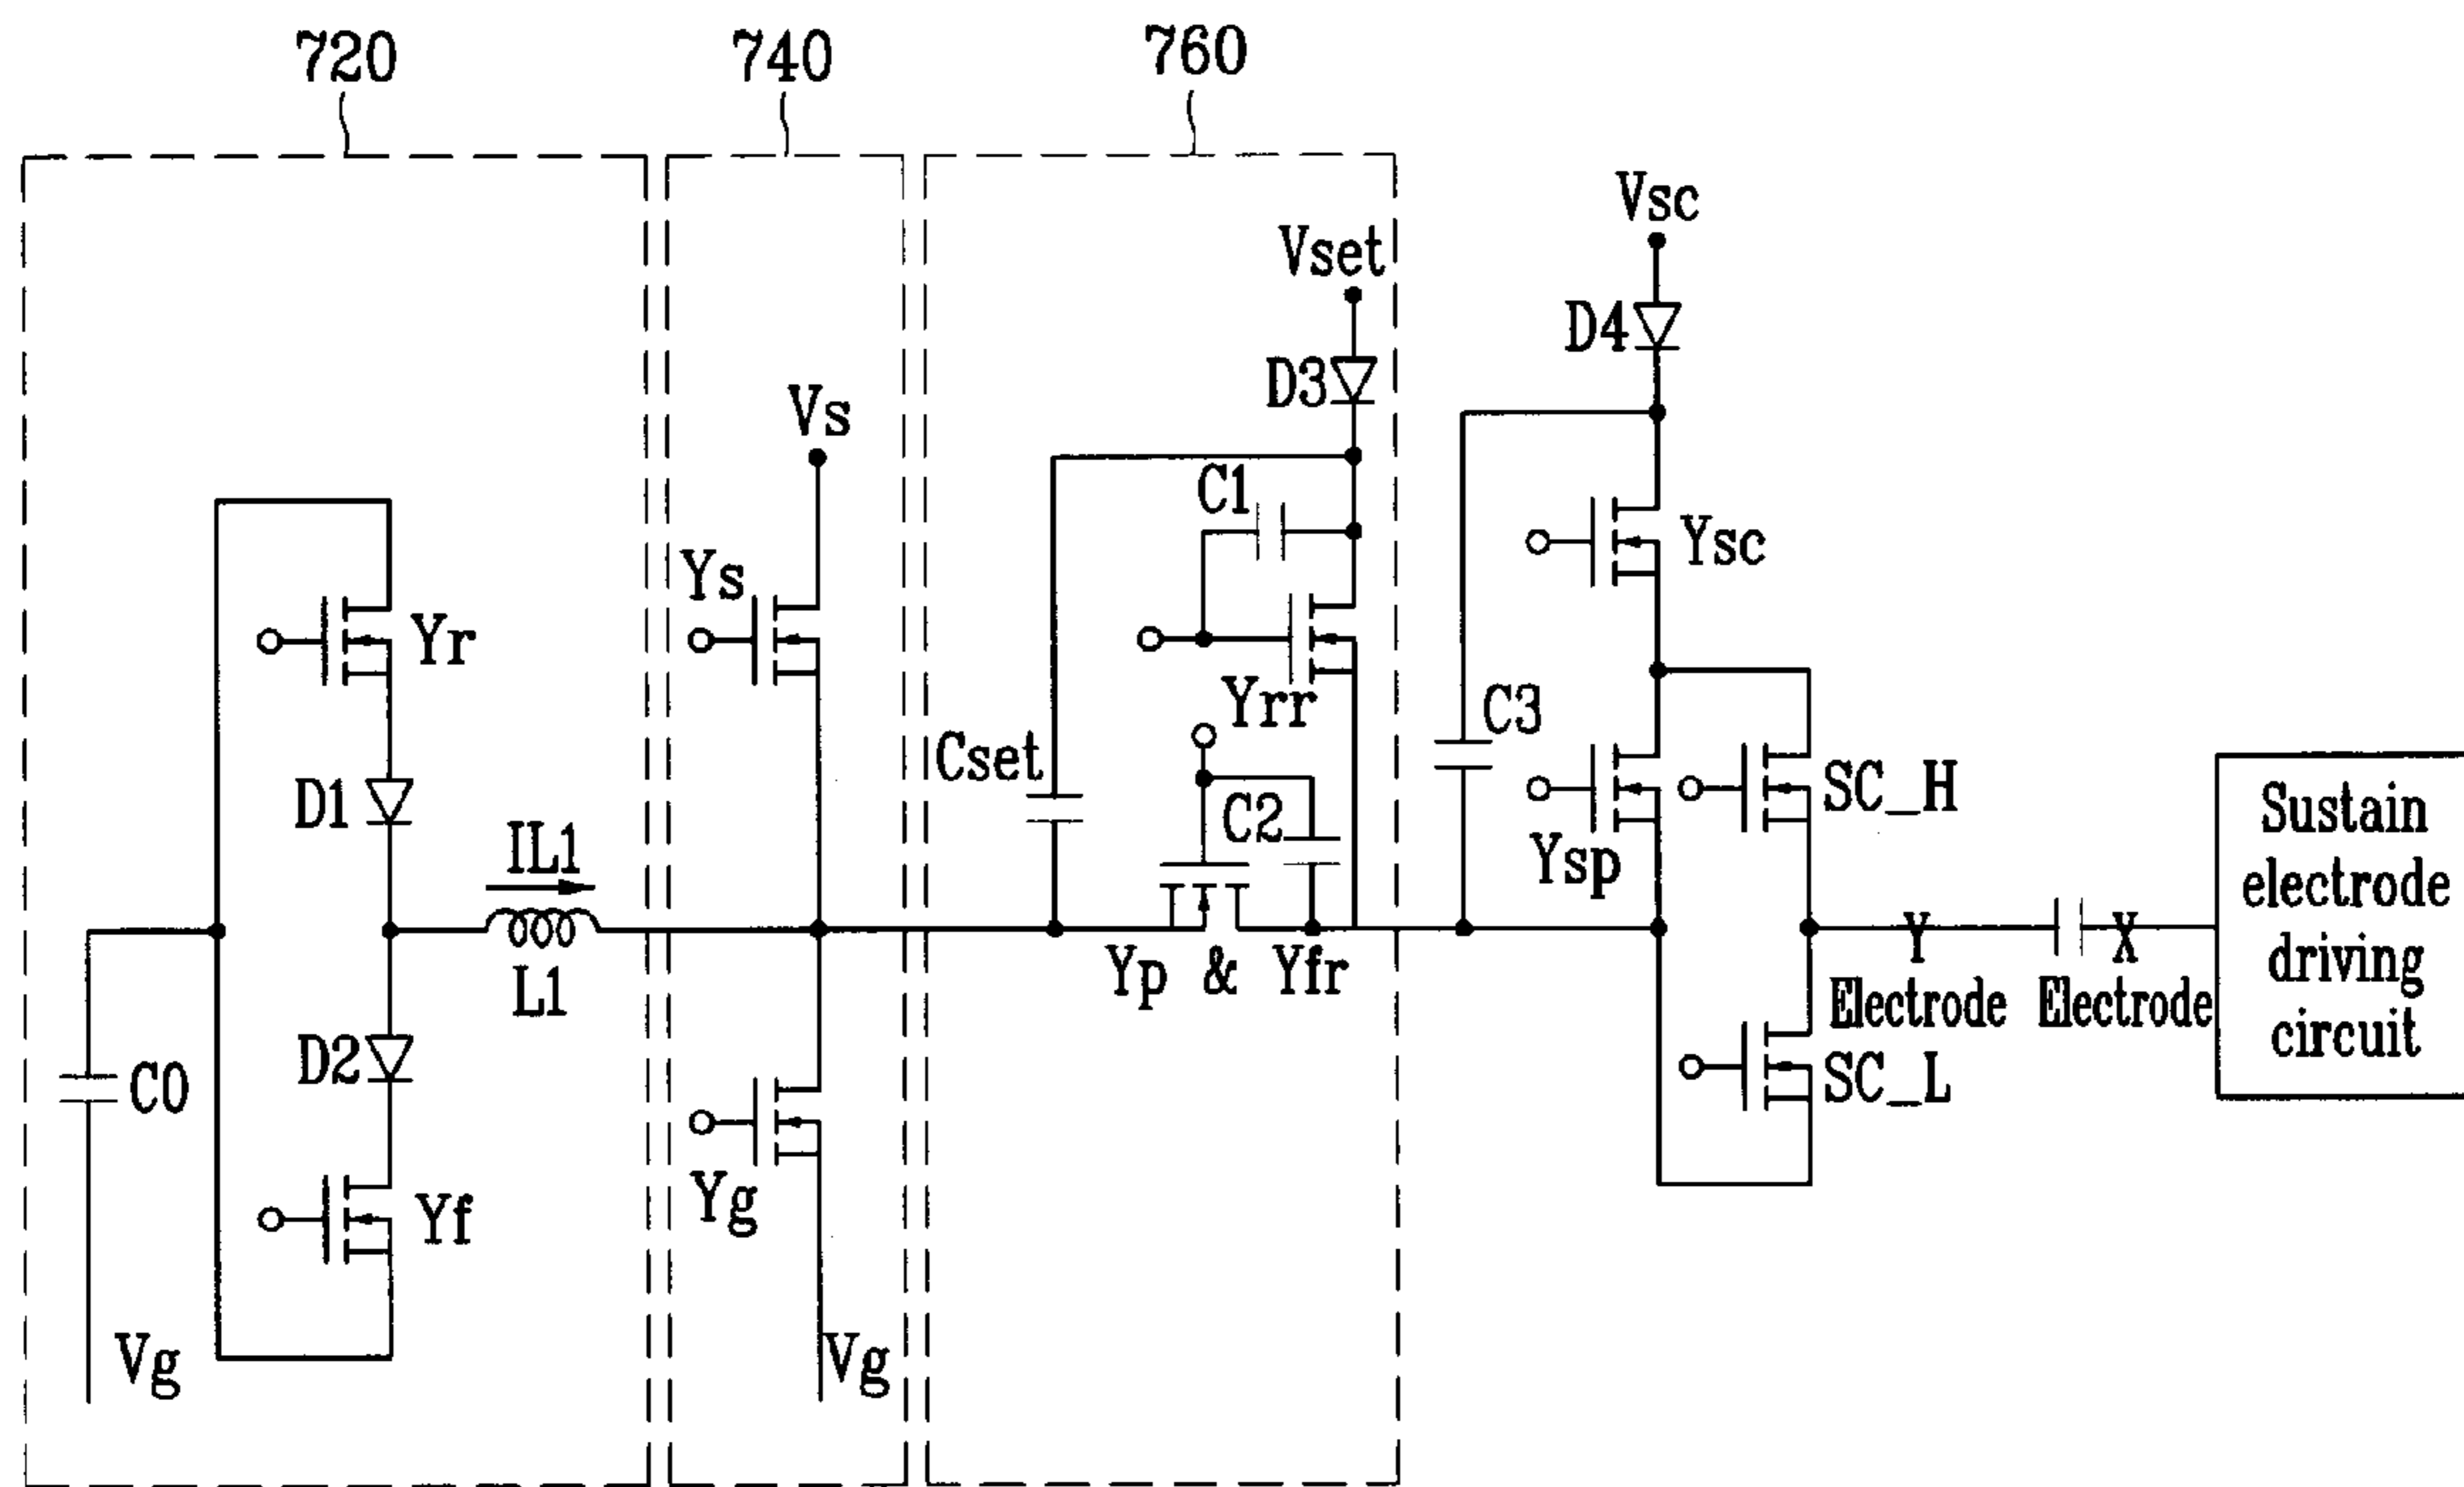 720
740
760
Vsc
Vset
D4
D3
Vs
C1
Ysc
Ys
Yr
Yrr
C3
Cset
D1
C2
SC_H
Ysp
IL1
Sustain
electrode
driving
circuit
Y
X
L1
Yp & Yfr
Electrode Electrode
D2
C0
SC_L
Yg
Yf
Vg
Vg